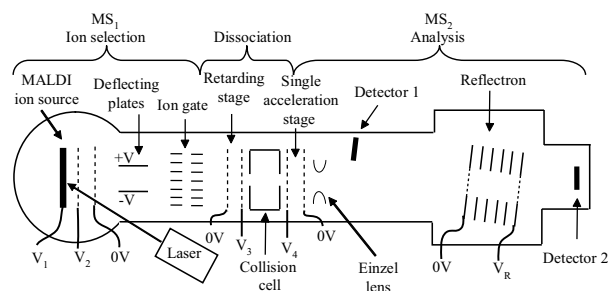 MS1
Ion selection
Dissociation
MS2
Analysis
MALDI
ion source
Deflecting
plates
Ion gate
Retarding
stage
Single
acceleration
stage
Detector 1
Reflectron
+V
-V
V1
V2
0V
Laser
0V
V3
Collision
cell
V4
0V
Einzel
lens
0V
VR
Detector 2